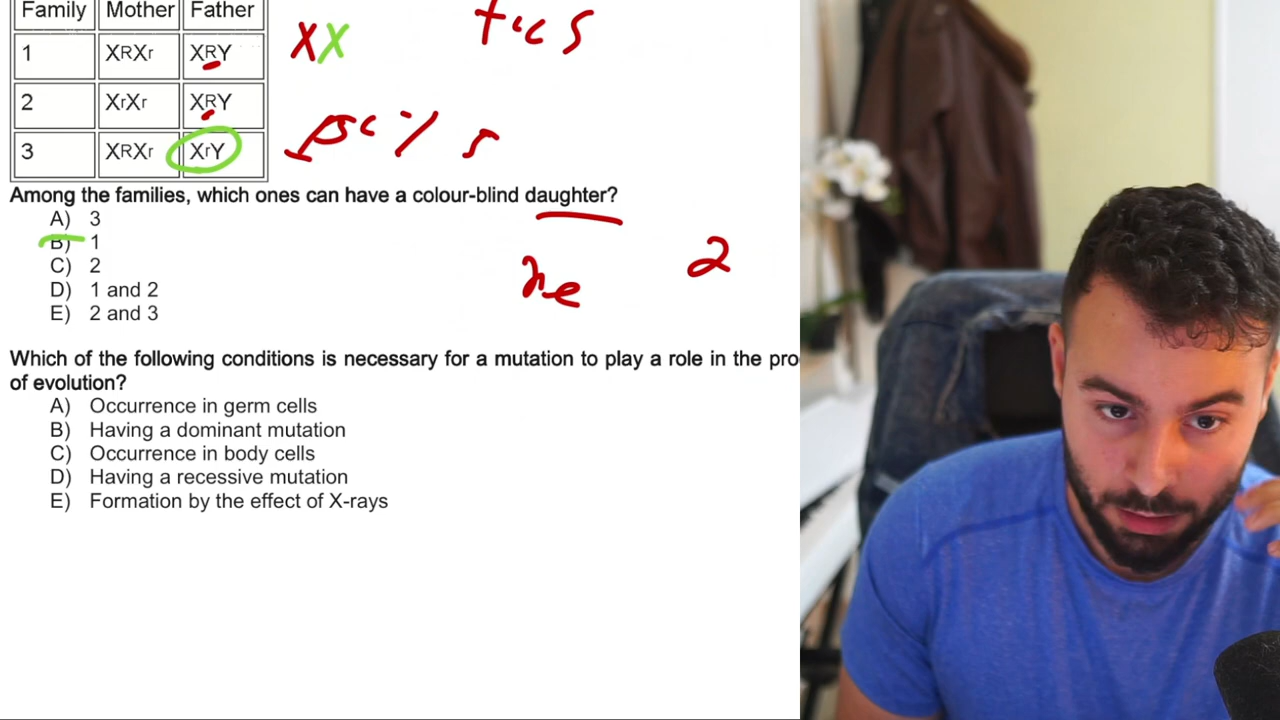 Family Mother Father
1 XRXr XRY XX
2 XrXr XRY
3 XRXr XrY
Among the families, which ones can have a colour-blind daughter?
A) 3
B) 1
C) 2
D) 1 and 2
E) 2 and 3
2
Which of the following conditions is necessary for a mutation to play a role in the pro
of evolution?
A) Occurrence in germ cells
B) Having a dominant mutation
C) Occurrence in body cells
D) Having a recessive mutation
E) Formation by the effect of X-rays